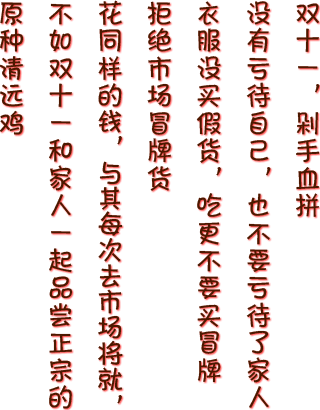 双十一，剁手血拼
没有亏待自己，也不要亏待了家人
衣服没买假货，吃更不要买冒牌
拒绝市场冒牌货
花同样的钱，与其每次去市场将就，
不如双十一和家人一起品尝正宗的
原种清远鸡